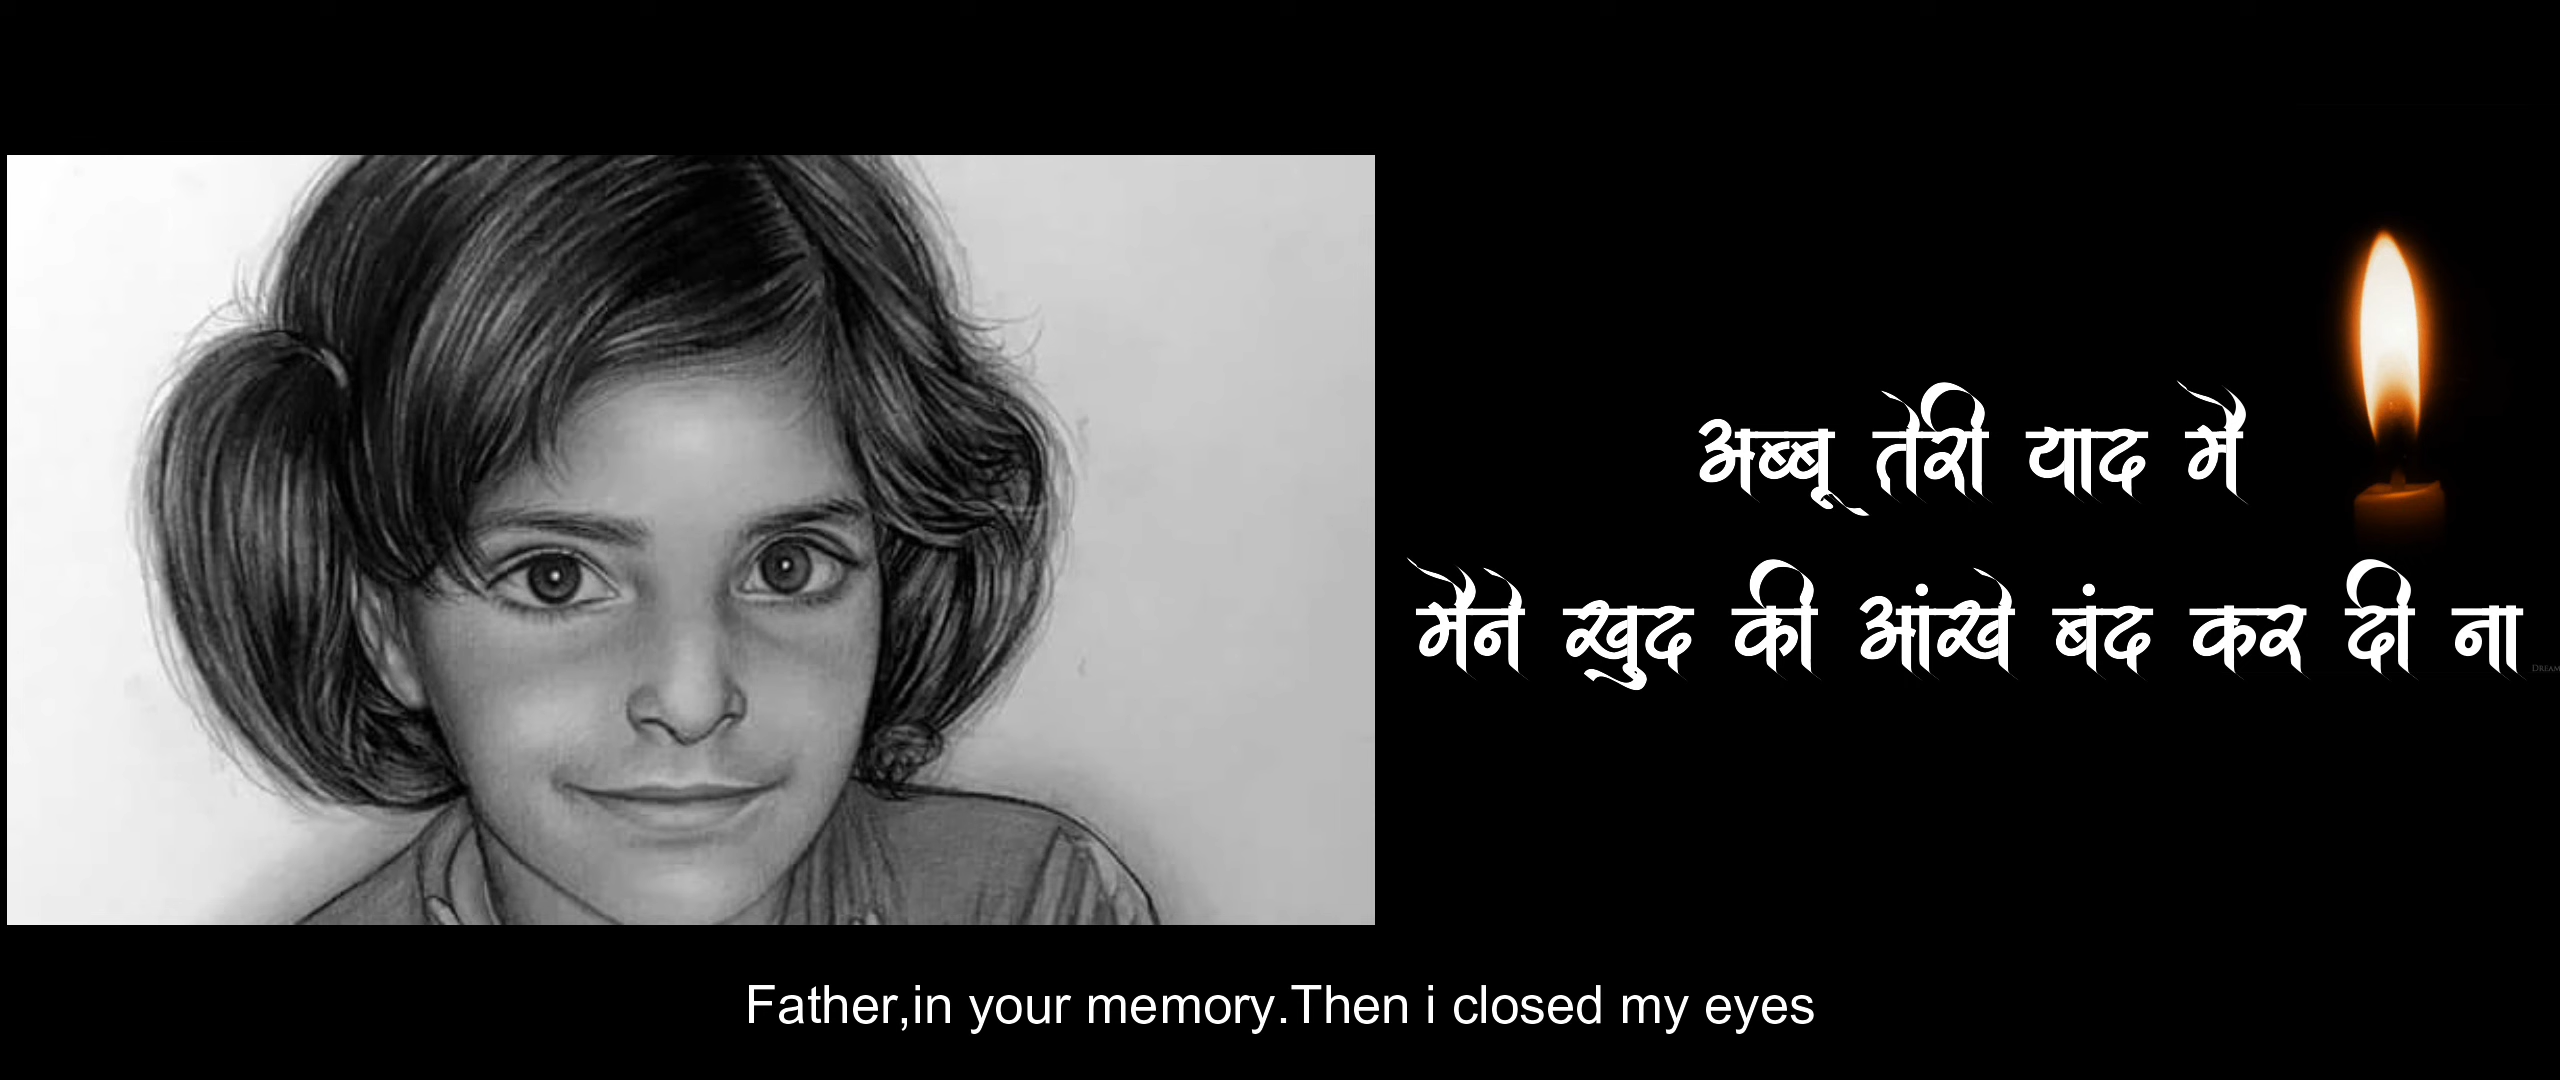 अब्बू तेरी याद मै
मैने खुद की आंखे बंद कर दी ना
Father,in your memory.Then i closed my eyes